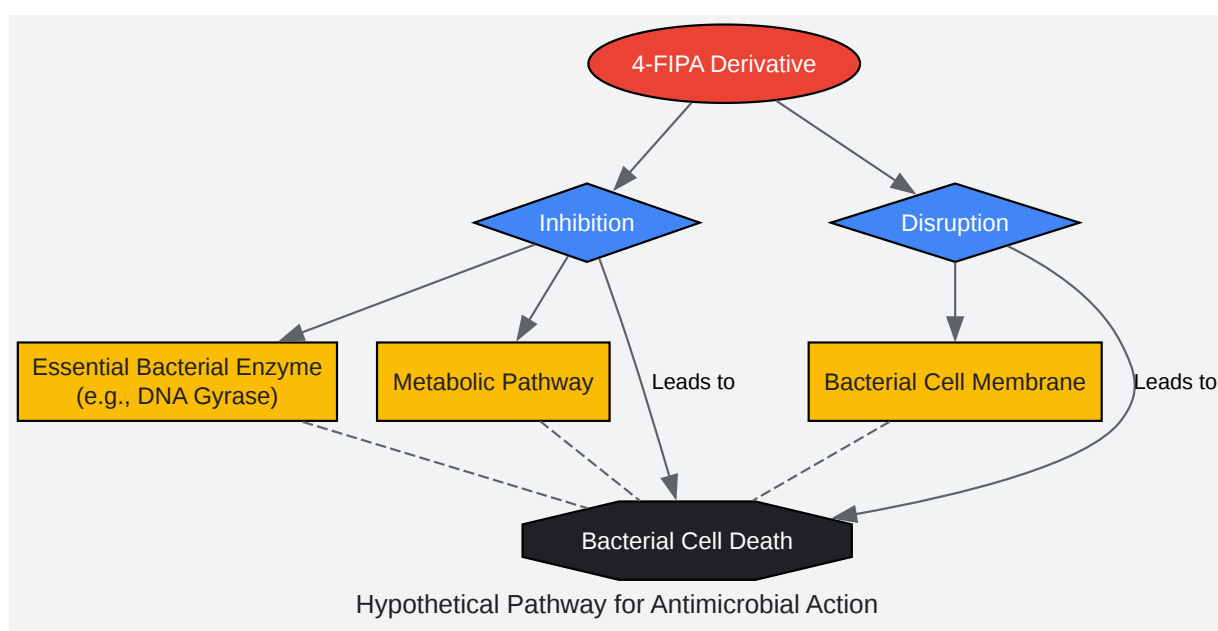 4-FIPA Derivative
Inhibition
Disruption
Essential Bacterial Enzyme
(e.g., DNA Gyrase)
Metabolic Pathway
Leads to
Bacterial Cell Membrane
Leads to
Bacterial Cell Death
Hypothetical Pathway for Antimicrobial Action